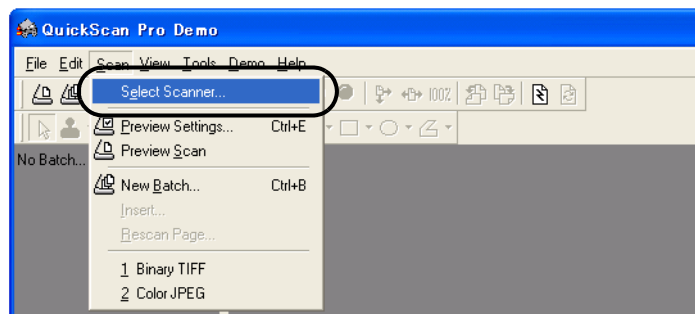 QuickScan Pro Demo
File Edit Scan View Tools Demo Help
Select Scanner...
100%
Preview Settings... Ctrl+E
Preview Scan
No Batch...
New Batch... Ctrl+B
Insert...
Rescan Page...
1 Binary TIFF
2 Color JPEG